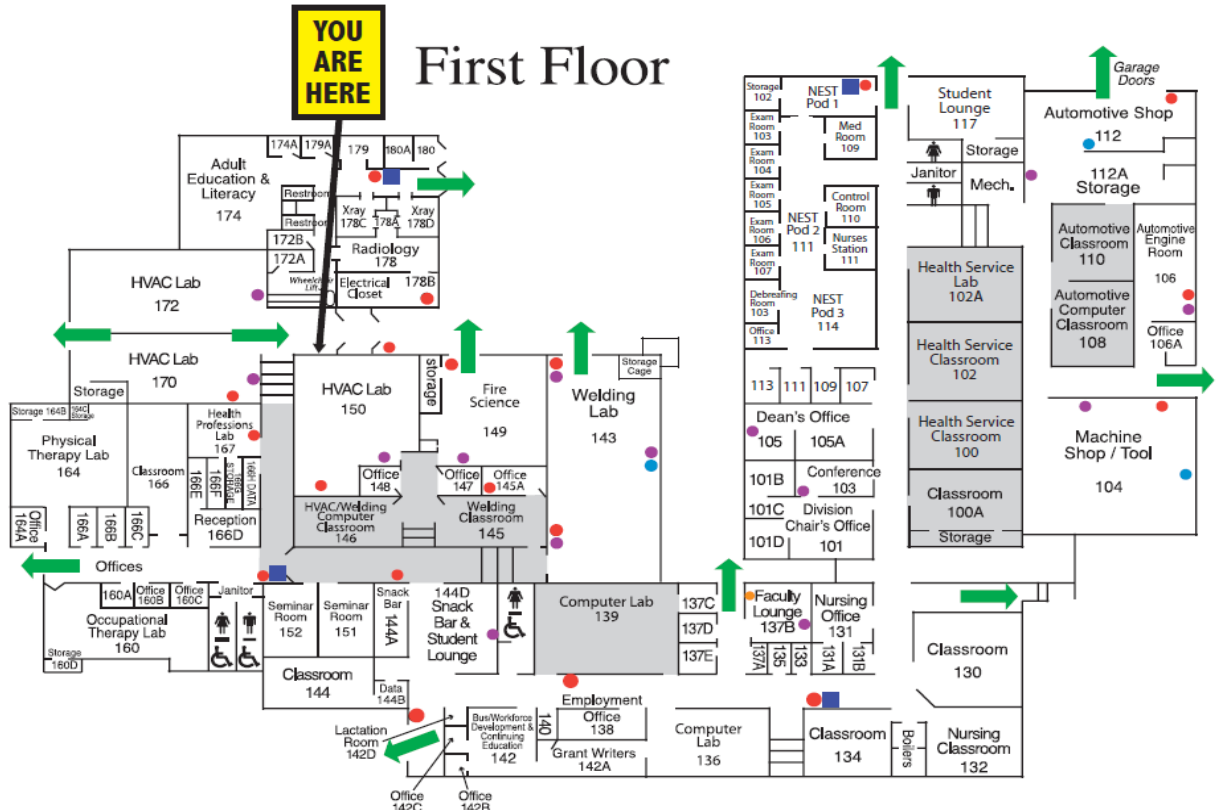 YOU
ARE
HERE
First Floor
Garage
Doors
Storage
102
NEST
Pod 1
Exam
Room
103
Exam
Room
104
Exam
Room
105
Exam
Room
106
Exam
Room
107
Med
Room
109
Control
Room
110
Nurses
Station
111
NEST
Pod 2
111
Debreafing
Room
103
NEST
Pod 3
114
Office
113
Student
Lounge
117
Storage
Janitor
Mech.
Automotive Shop
112
112A
Storage
Automotive
Classroom
110
Automotive
Engine
Room
106
Automotive
Computer
Classroom
108
Office
106A
Health Service
Lab
102A
Health Service
Classroom
102
Health Service
Classroom
100
Classroom
100A
Storage
Machine
Shop / Tool
104
174A
179A
179
180A
180
Adult
Education &
Literacy
174
Restroom
Restroom
Xray
178C
178A
Xray
178D
172B
172A
Radiology
178
178B
Wheelchair
Lift
Electrical
Closet
HVAC Lab
172
HVAC Lab
170
Storage
Storage 164B
164C
Storage
Physical
Therapy Lab
164
Classroom
166
Health
Professions
Lab
167
166E
166F
STORAGE
166G
166H DATA
Reception
166D
Office
164A
166A
166B
166C
Offices
HVAC Lab
150
storage
Fire
Science
149
Welding
Lab
143
Storage
Cage
Office
148
Office
147
Office
145A
HVAC/Welding
Computer
Classroom
146
Welding
Classroom
145
113
111
109
107
Dean's Office
105
105A
101B
Conference
103
101C
Division
Chair's Office
101
101D
160A
Office
160B
Office
160C
Janitor
Occupational
Therapy Lab
160
Storage
160D
Seminar
Room
152
Seminar
Room
151
Snack
Bar
144A
144D
Snack
Bar &
Student
Lounge
Computer Lab
139
137C
137D
137E
Faculty
Lounge
137B
Nursing
Office
131
137A
135
133
131A
131B
Classroom
130
Classroom
144
Data
144B
Lactation
Room
142D
Office
142C
Office
142B
Bus/Workforce
Development &
Continuing
Education
142
140
Employment
Office
138
Grant Writers
142A
Computer
Lab
136
Classroom
134
Boilers
Nursing
Classroom
132